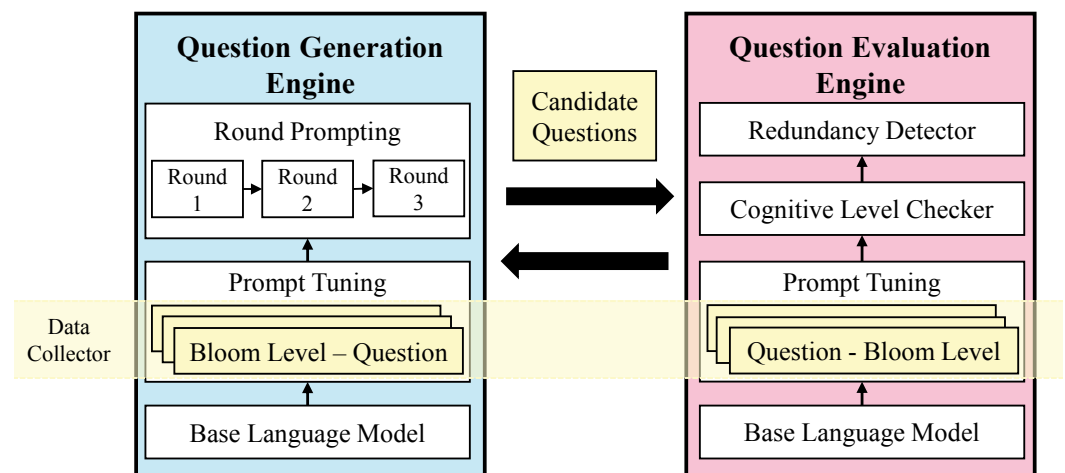 Question Generation
Engine
Round Prompting
Round
1
Round
2
Round
3
Prompt Tuning
Bloom Level – Question
Base Language Model
Data
Collector
Candidate
Questions
Question Evaluation
Engine
Redundancy Detector
Cognitive Level Checker
Prompt Tuning
Question - Bloom Level
Base Language Model